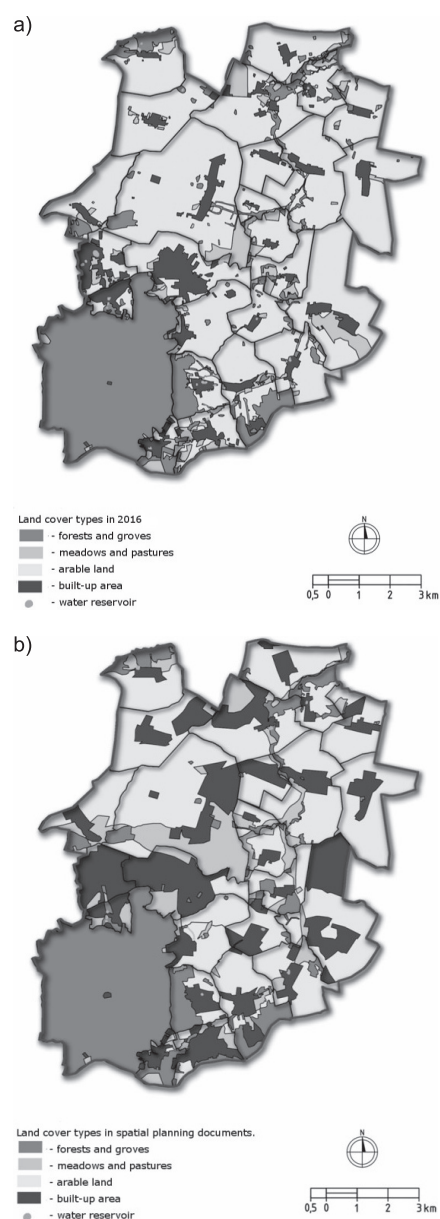 a)
Land cover types in 2016
- forests and groves
- meadows and pastures
- arable land
- built-up area
- water reservoir
N
0,5 0 1 2 3 km
b)
Land cover types in spatial planning documents.
- forests and groves
- meadows and pastures
- arable land
- built-up area
- water reservoir
N
0,5 0 1 2 3 km